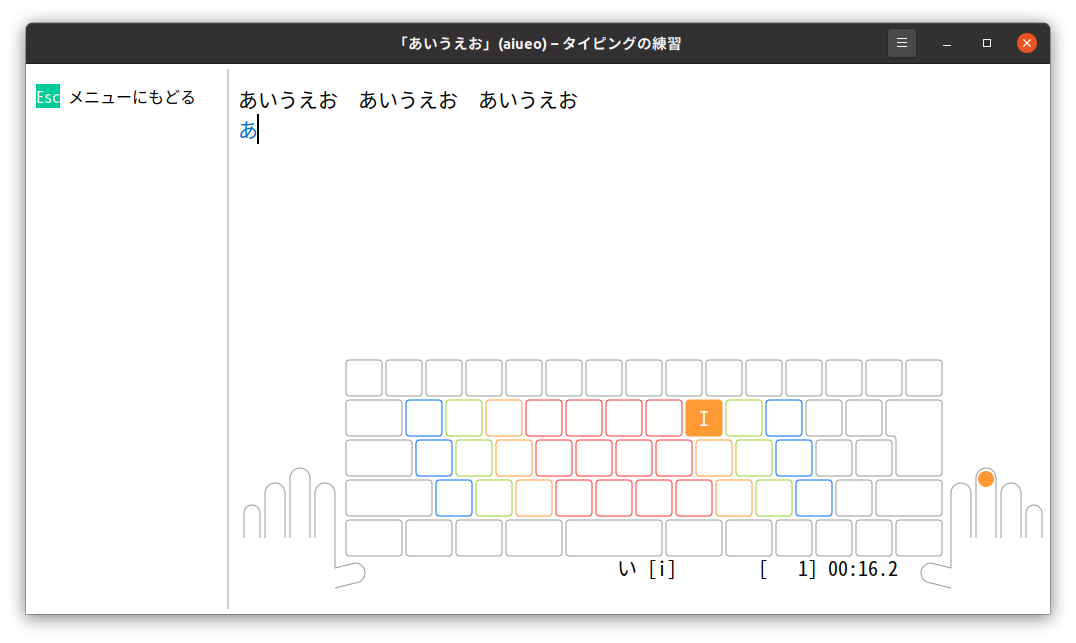 「あいうえお」(aiueo) – タイピングの練習
Esc メニューにもどる
あいうえお　あいうえお　あいうえお
あ
I
い [i] [ 1] 00:16.2